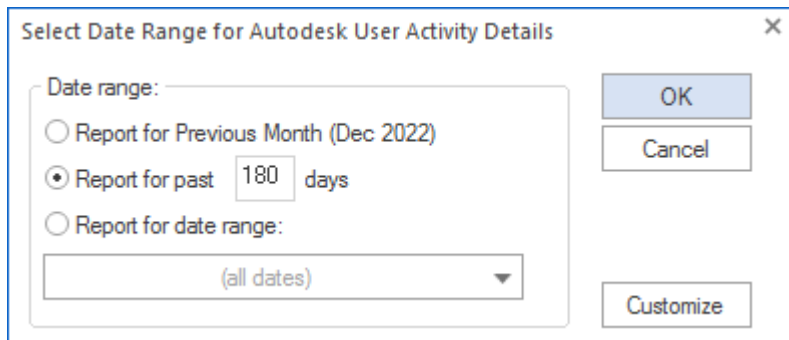 Select Date Range for Autodesk User Activity Details
Date range:
OK
Report for Previous Month (Dec 2022)
Cancel
Report for past 180 days
Report for date range:
(all dates)
Customize